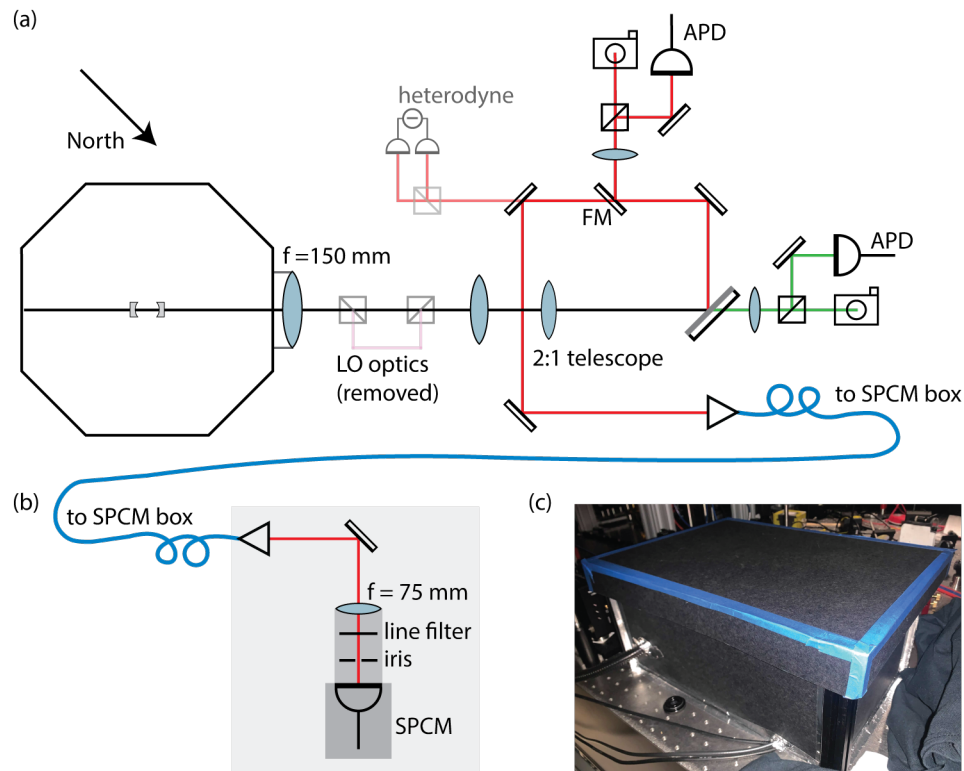 (a)
North
heterodyne
APD
FM
f =150 mm
APD
LO optics
(removed)
2:1 telescope
to SPCM box
(b)
to SPCM box
f = 75 mm
line filter
iris
SPCM
(c)